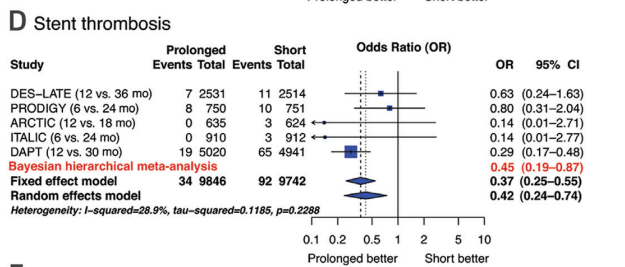 Prolonged better Short better
D Stent thrombosis
Prolonged Short Odds Ratio (OR)
Study Events Total Events Total OR 95% CI
DES-LATE (12 vs. 36 mo) 7 2531 11 2514 0.63 (0.24-1.63)
PRODIGY (6 vs. 24 mo) 8 750 10 751 0.80 (0.31-2.04)
ARCTIC (12 vs. 18 mo) 0 635 3 624 0.14 (0.01-2.71)
ITALIC (6 vs. 24 mo) 0 910 3 912 0.14 (0.01-2.77)
DAPT (12 vs. 30 mo) 19 5020 65 4941 0.29 (0.17-0.48)
Bayesian hierarchical meta-analysis 0.45 (0.19-0.87)
Fixed effect model 34 9846 92 9742 0.37 (0.25-0.55)
Random effects model 0.42 (0.24-0.74)
Heterogeneity: I-squared=28.9%, tau-squared=0.1185, p=0.2288
0.1 0.2 0.5 1 2 5 10
Prolonged better Short better